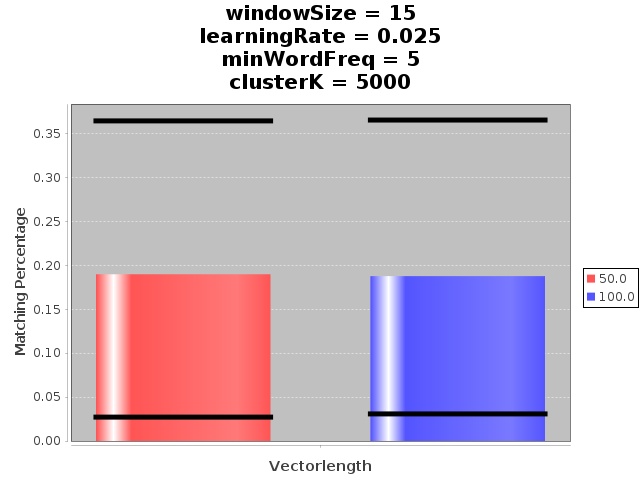 windowSize = 15
learningRate = 0.025
minWordFreq = 5
clusterK = 5000
Matching Percentage
0.35
0.30
0.25
0.20
0.15
0.10
0.05
0.00
Vectorlength
50.0
100.0